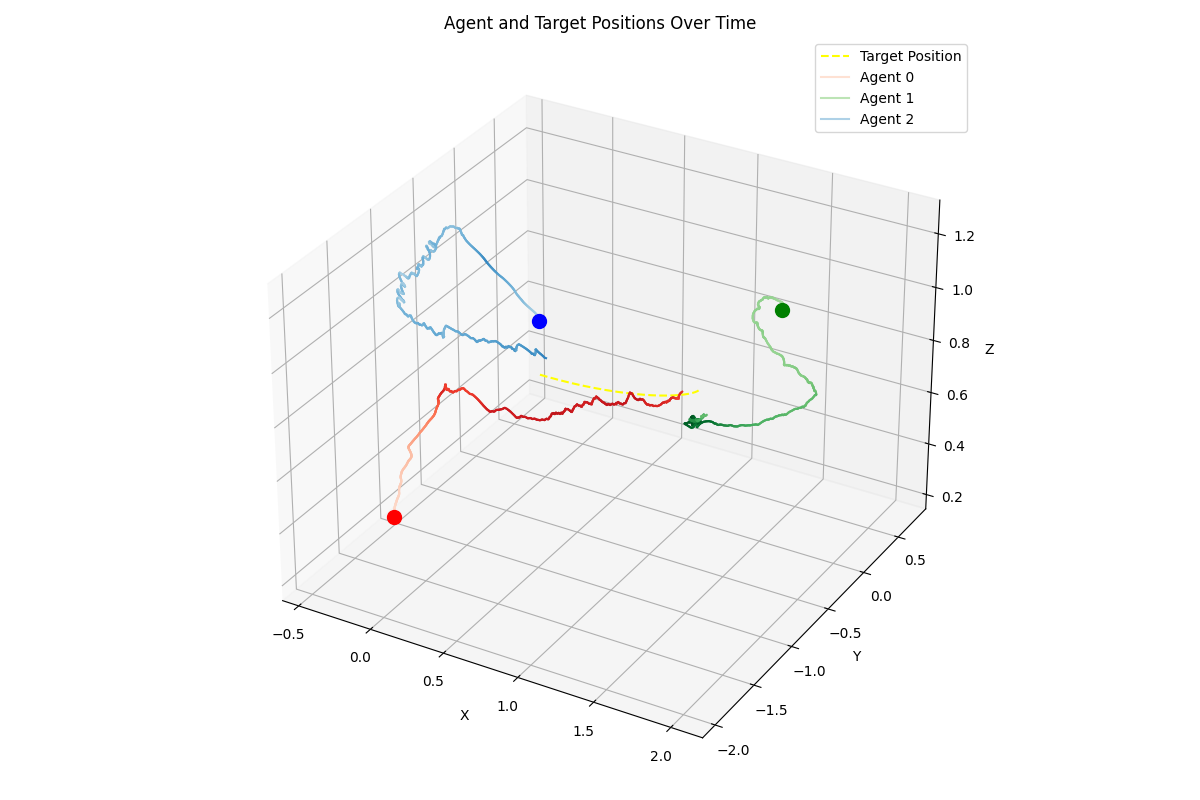 Agent and Target Positions Over Time
Target Position
Agent 0
Agent 1
Agent 2
1.2
1.0
Z
0.8
0.6
0.4
0.2
0.5
0.0
−0.5
Y
−1.0
−1.5
−2.0
−0.5
0.0
0.5
X
1.0
1.5
2.0